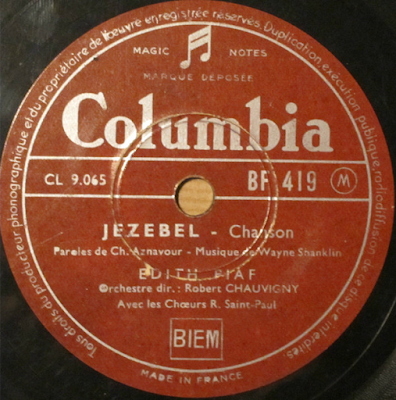 Tous droits du producteur phonographique et du propriétaire de l'œuvre enregistrée réservés. Duplication, exécution publique, radiodiffusion de ce disque interdites.
MAGIC NOTES
MARQUE DÉPOSÉE
Columbia
CL 9.065 BF 419 M
JEZEBEL - Chanson
Paroles de Ch. Aznavour - Musique de Wayne Shanklin
EDITH PIAF
Orchestre dir.: Robert CHAUVIGNY
Avec les Chœurs R. Saint-Paul
BIEM
MADE IN FRANCE